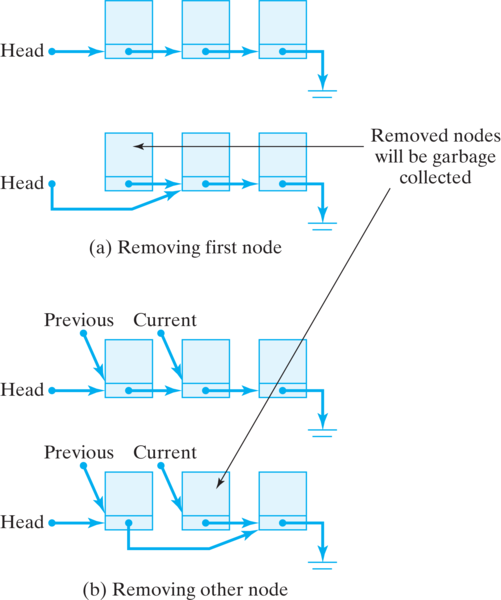 Head
Head
Removed nodes
will be garbage
collected
(a) Removing first node
Previous Current
Head
Previous Current
Head
(b) Removing other node